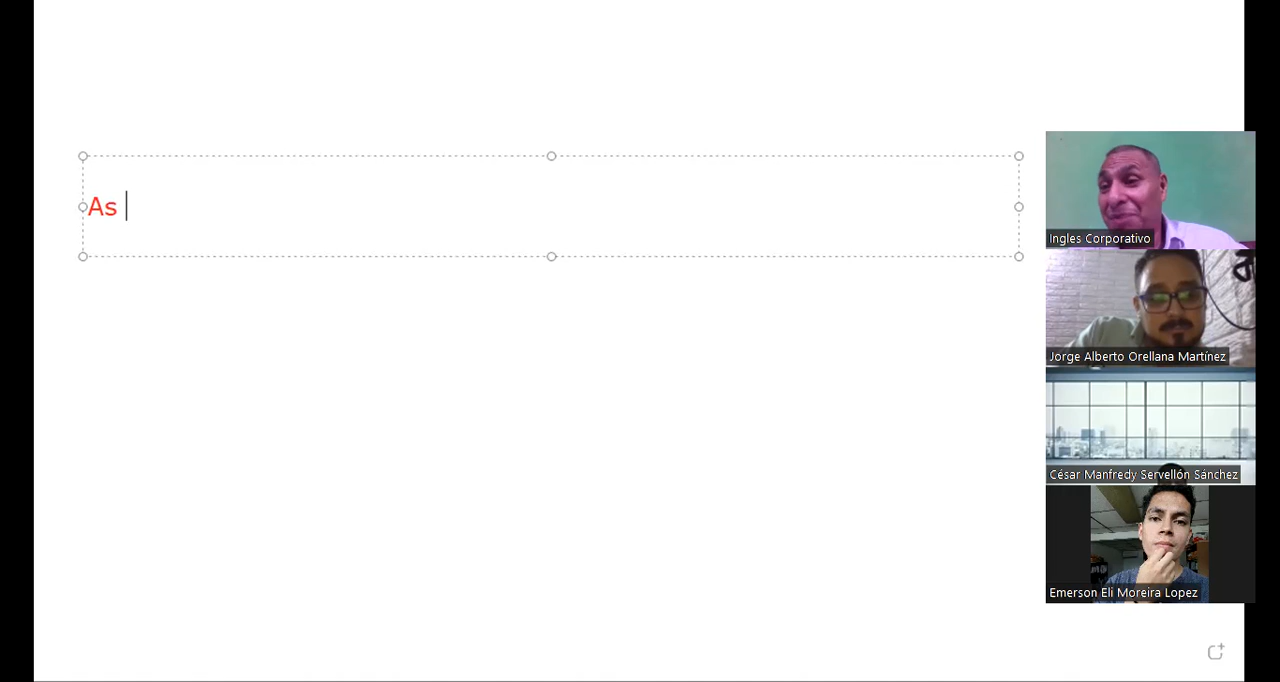 As
Ingles Corporativo
Jorge Alberto Orellana Martínez
César Manfredy Servellón Sánchez
Emerson Eli Moreira Lopez